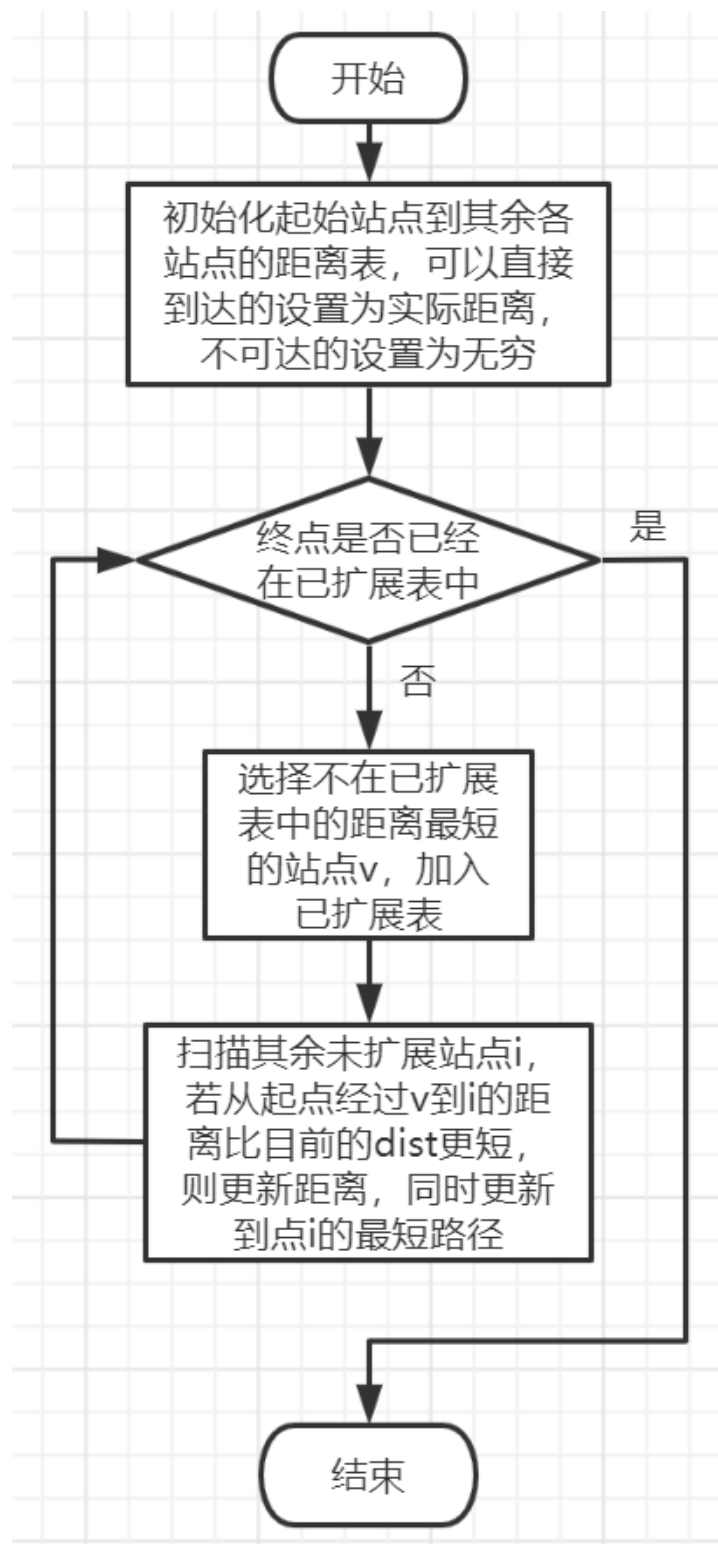 开始
初始化起始站点到其余各
站点的距离表，可以直接
到达的设置为实际距离，
不可达的设置为无穷
终点是否已经
在已扩展表中
是
否
选择不在已扩展
表中的距离最短
的站点v，加入
已扩展表
扫描其余未扩展站点i，
若从起点经过v到i的距
离比目前的dist更短，
则更新距离，同时更新
到点i的最短路径
结束